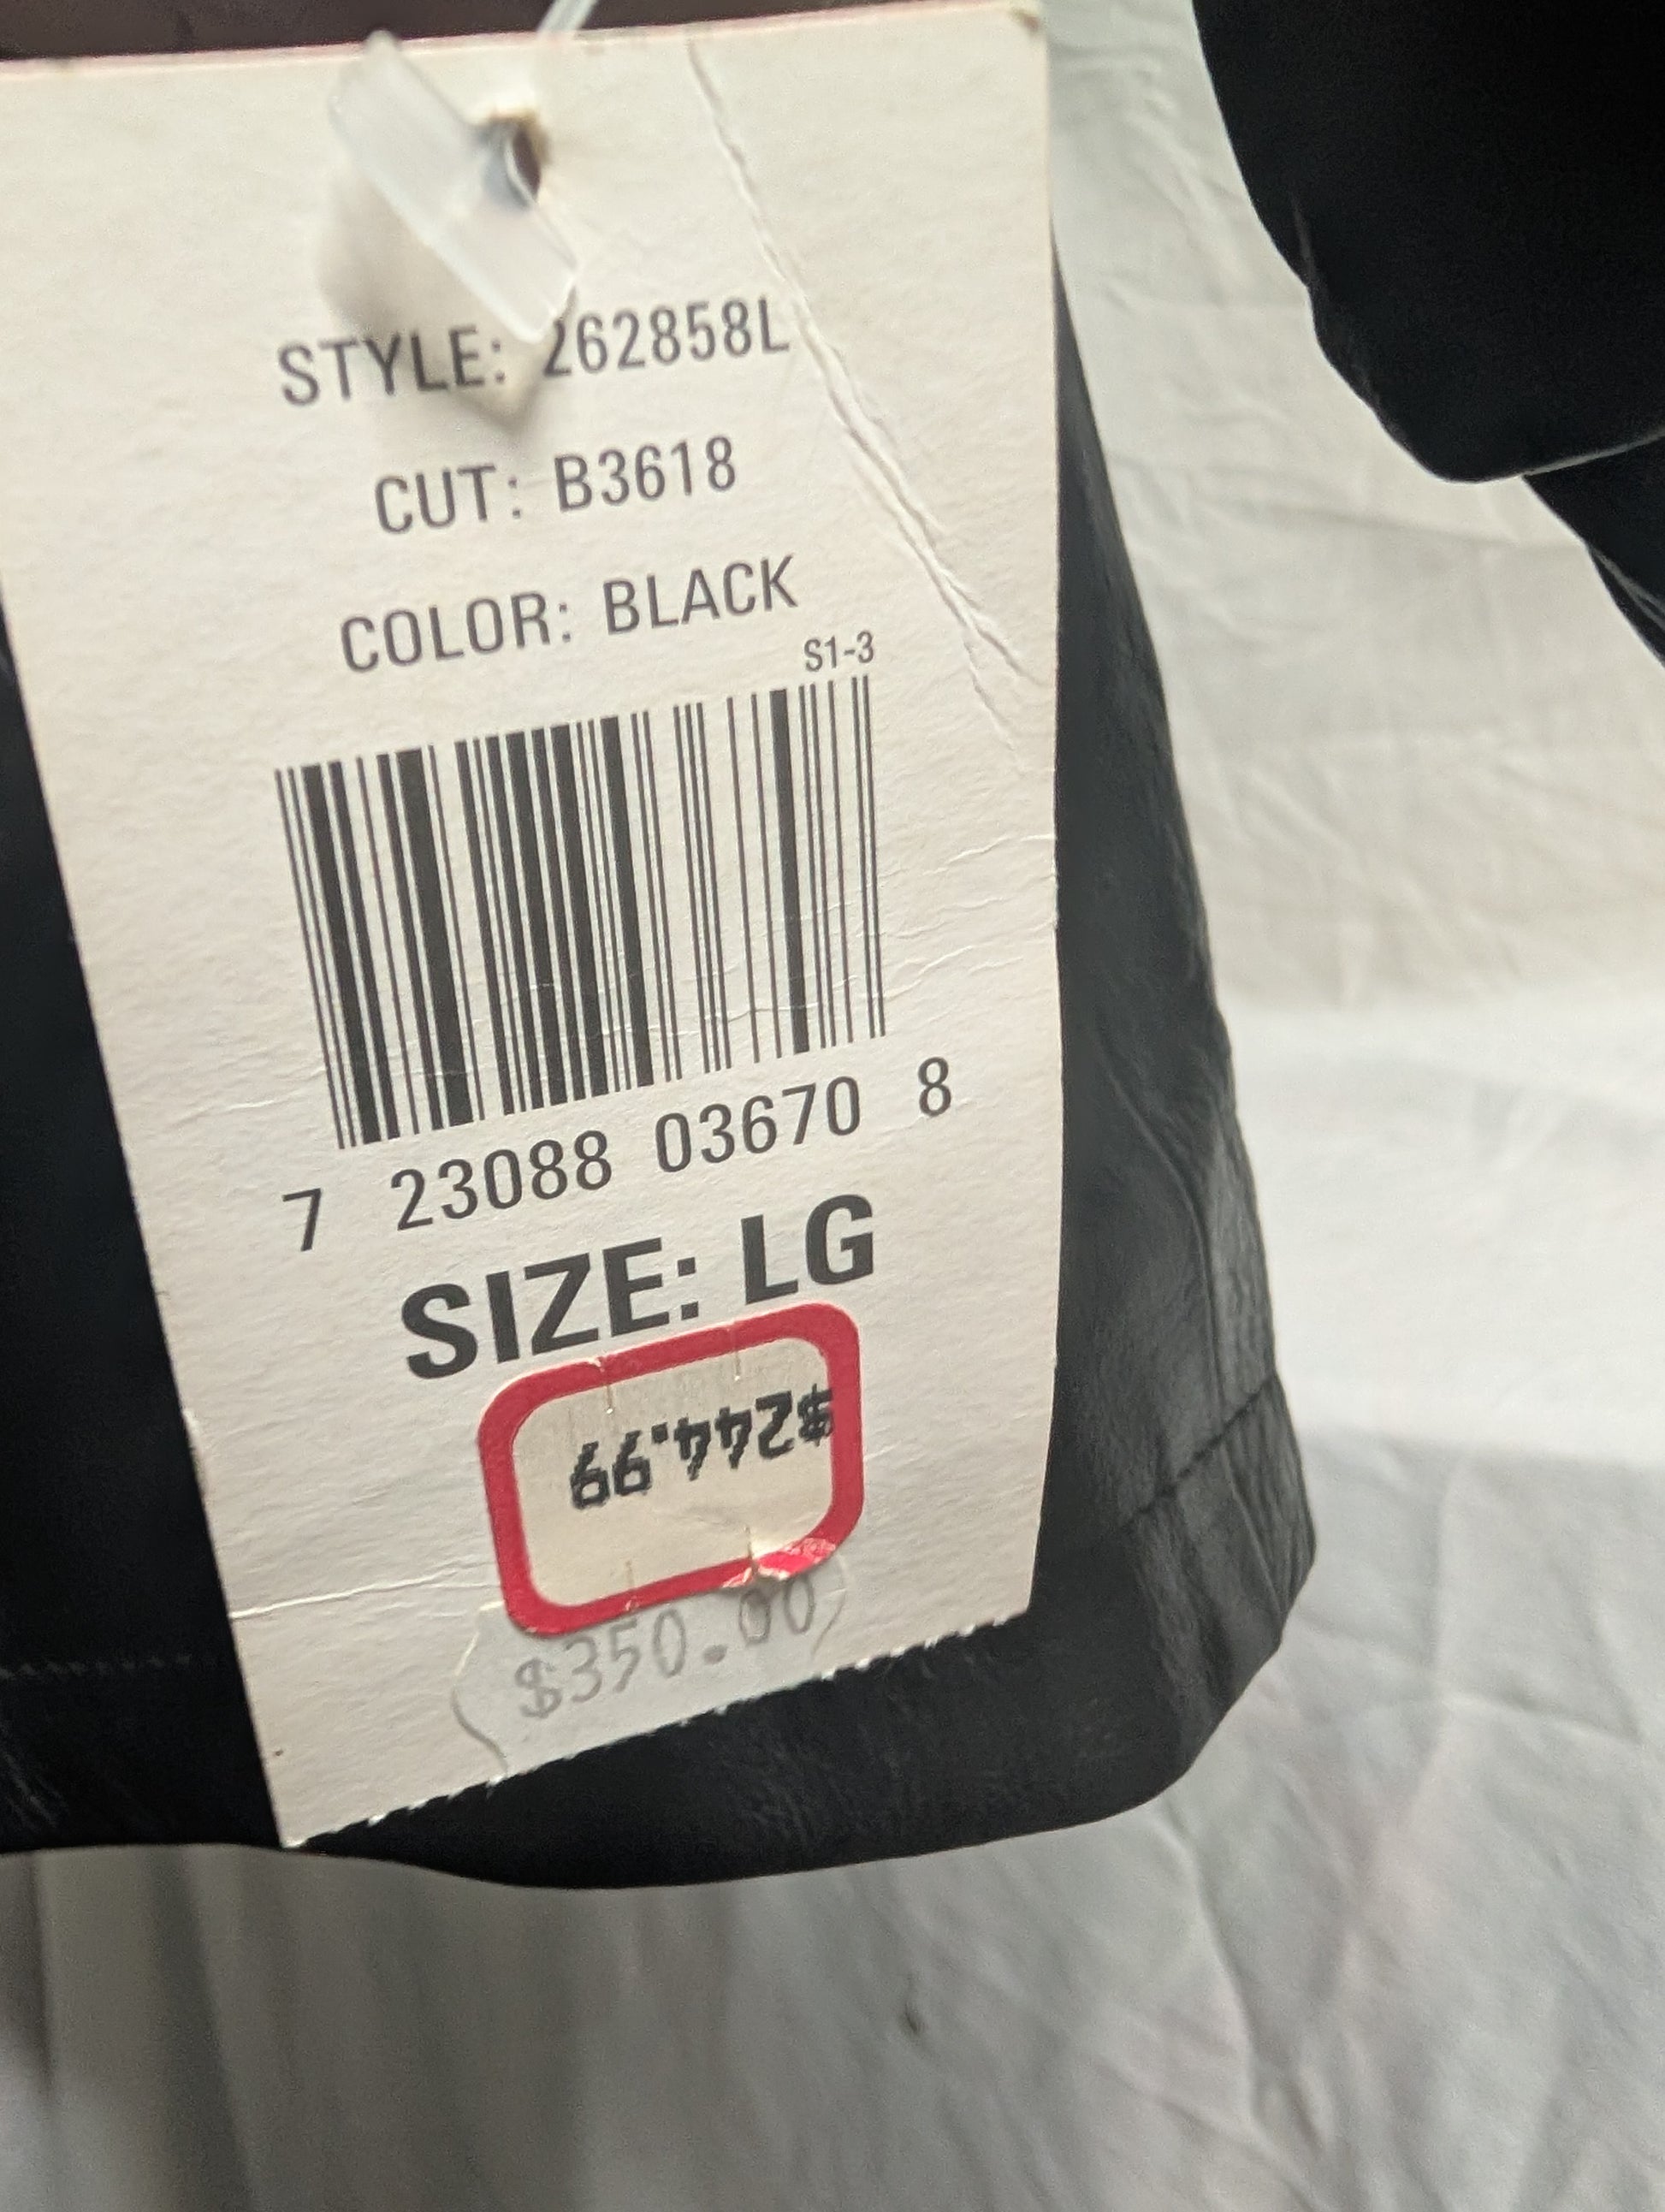 STYLE: 262858L
CUT: B3618
COLOR: BLACK
S1-3
7 23088 03670 8
SIZE: LG
$244.99
$350.00